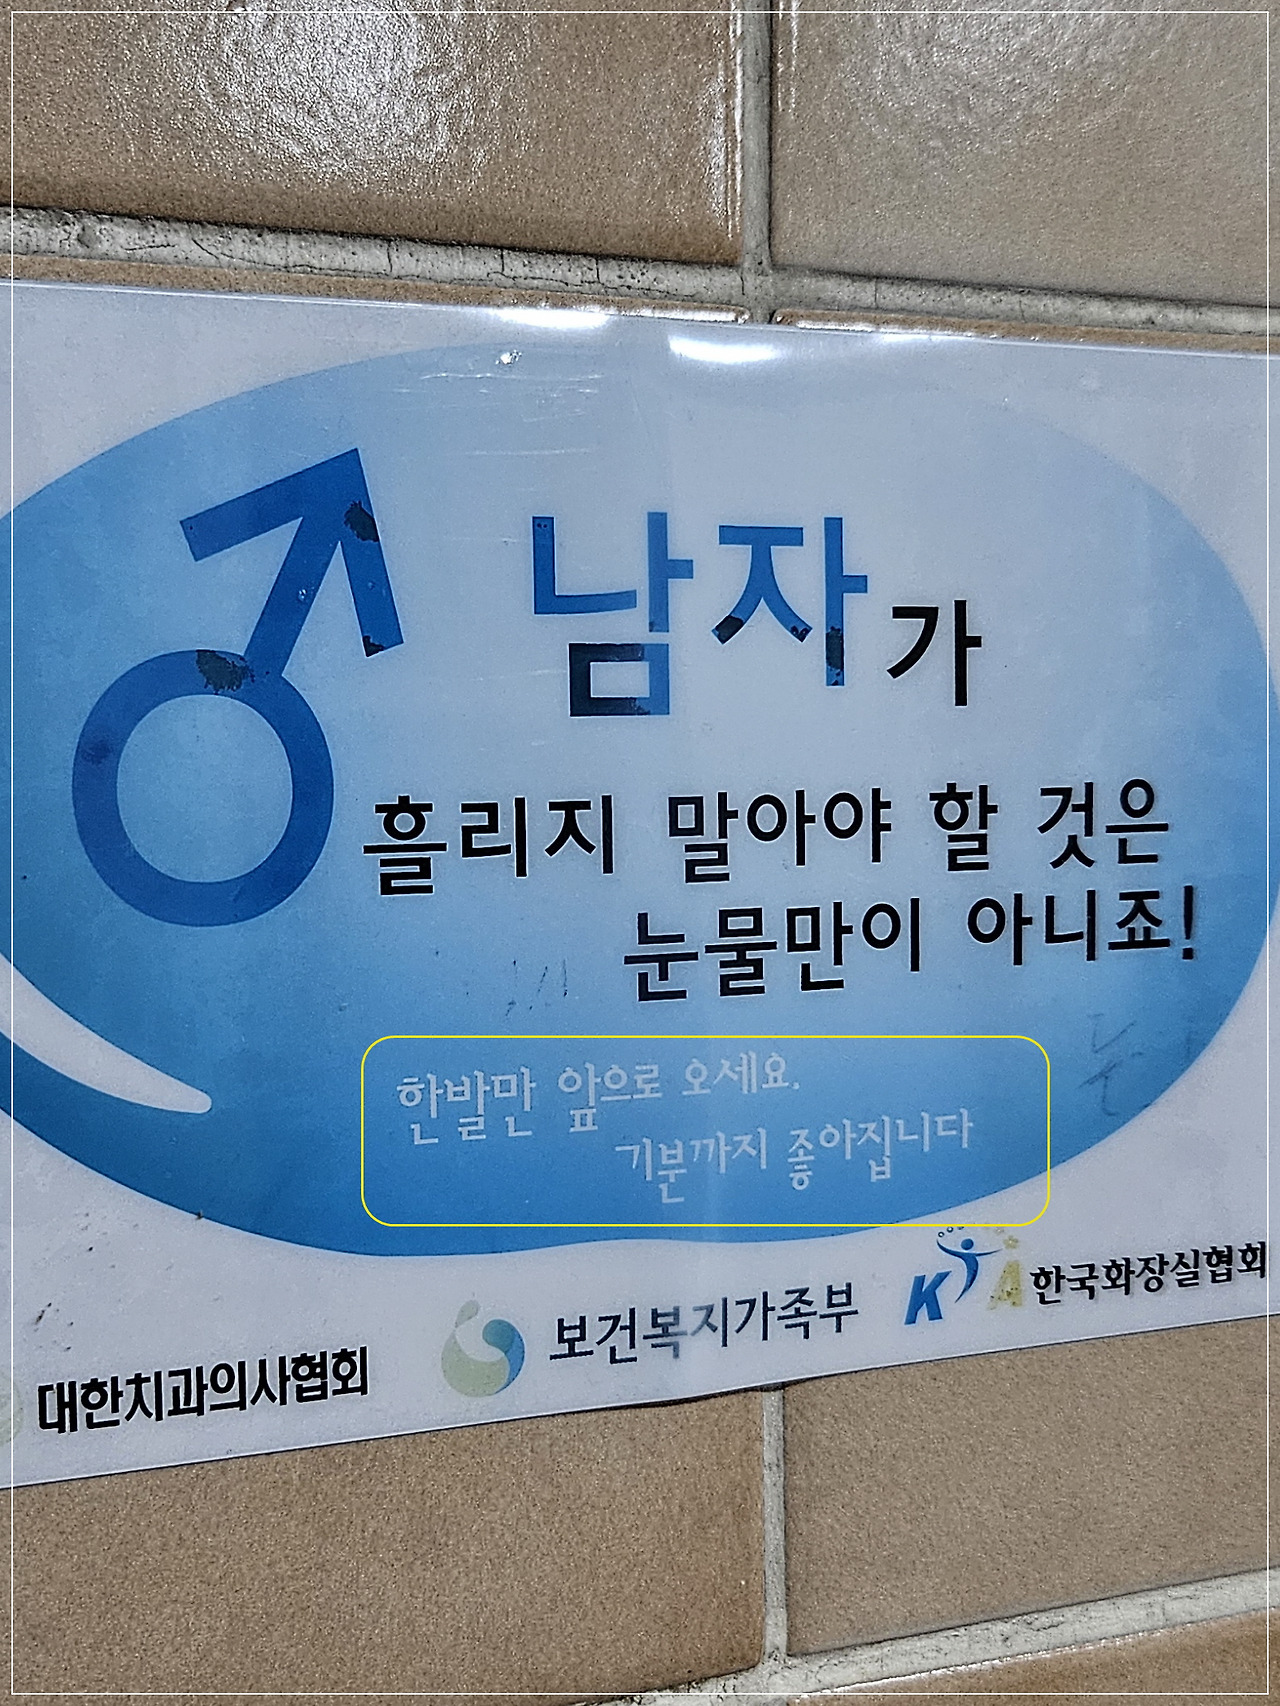 남자가
흘리지 말아야 할 것은
눈물만이 아니죠!
한발만 앞으로 오세요.
기분까지 좋아집니다
대한치과의사협회
보건복지가족부
한국화장실협회